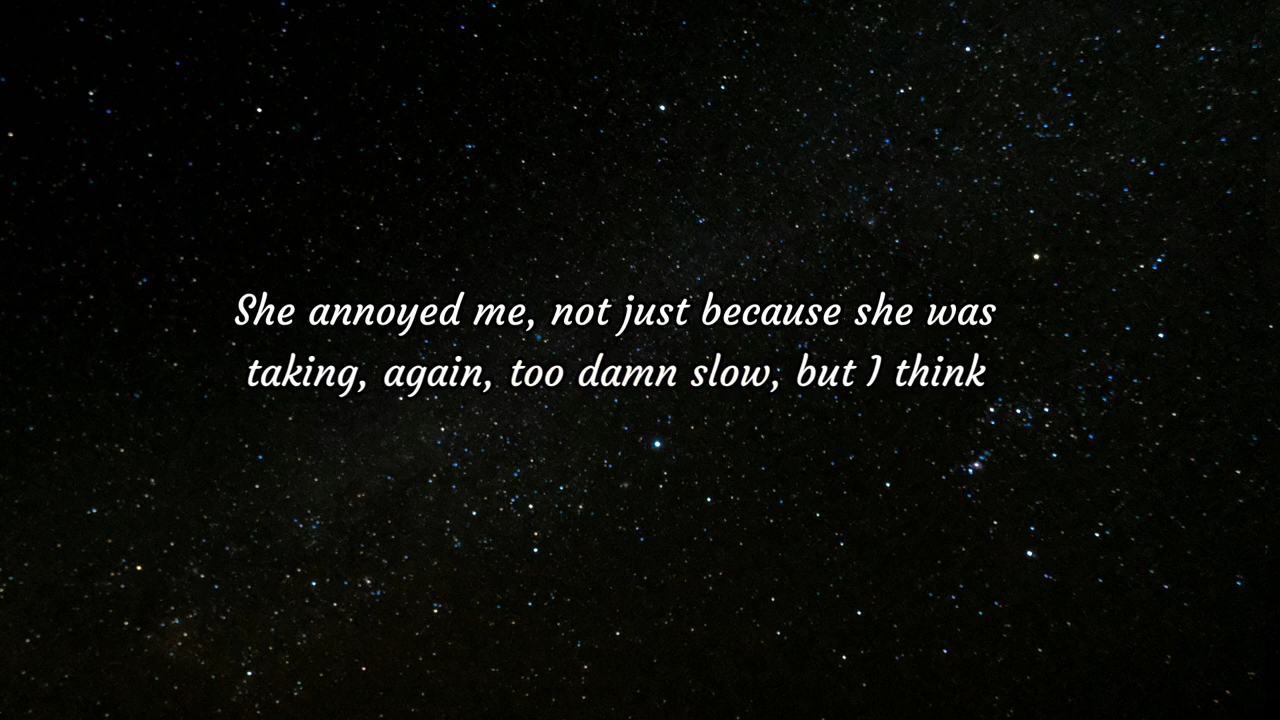 She annoyed me, not just because she was
taking, again, too damn slow, but I think